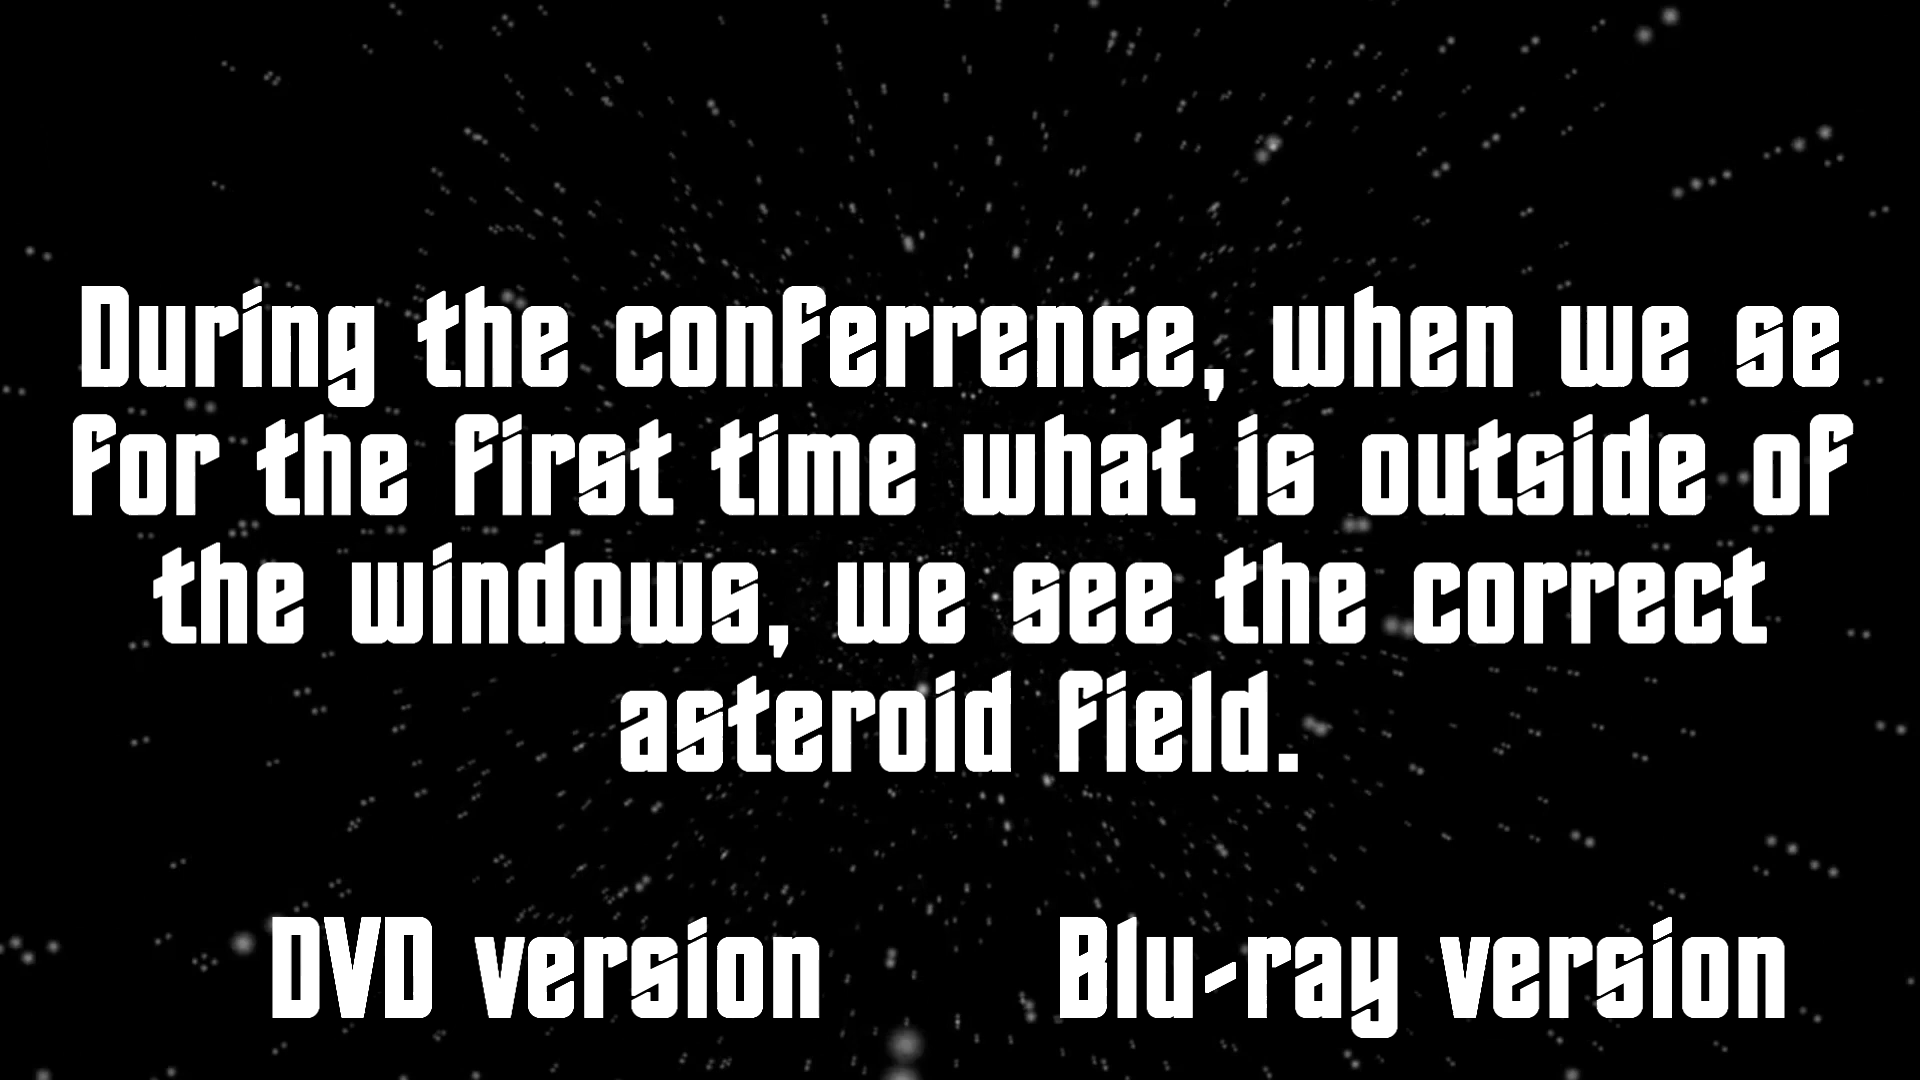 During the conferrence, when we se
for the first time what is outside of
the windows, we see the correct
asteroid field.
DVD version
Blu-ray version